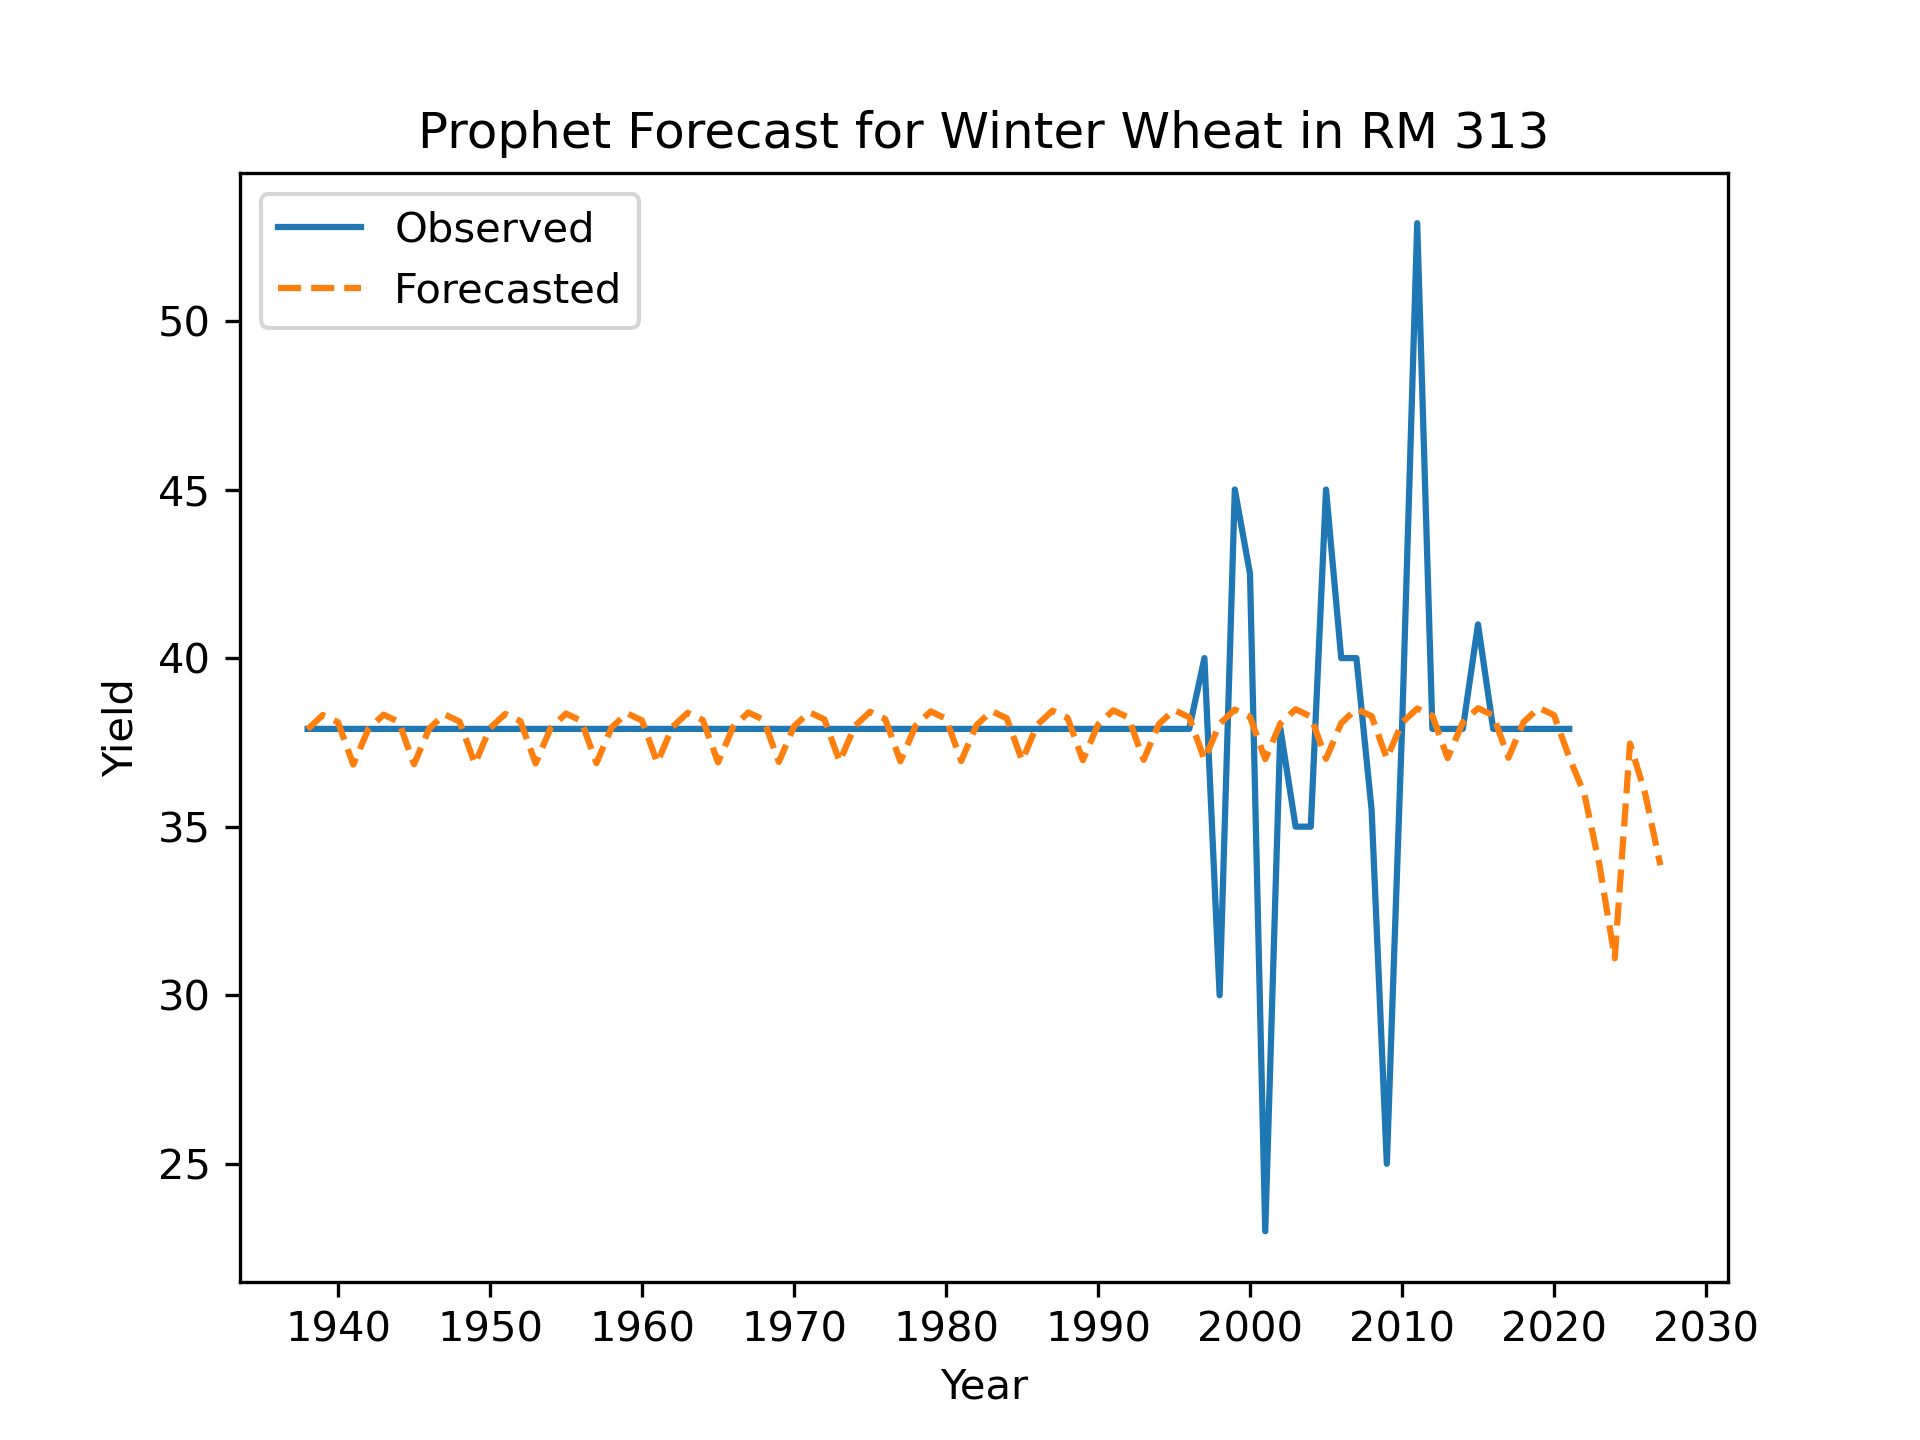 Prophet Forecast for Winter Wheat in RM 313
Observed
Forecasted
50
45
40
35
30
25
Yield
1940 1950 1960 1970 1980 1990 2000 2010 2020 2030
Year